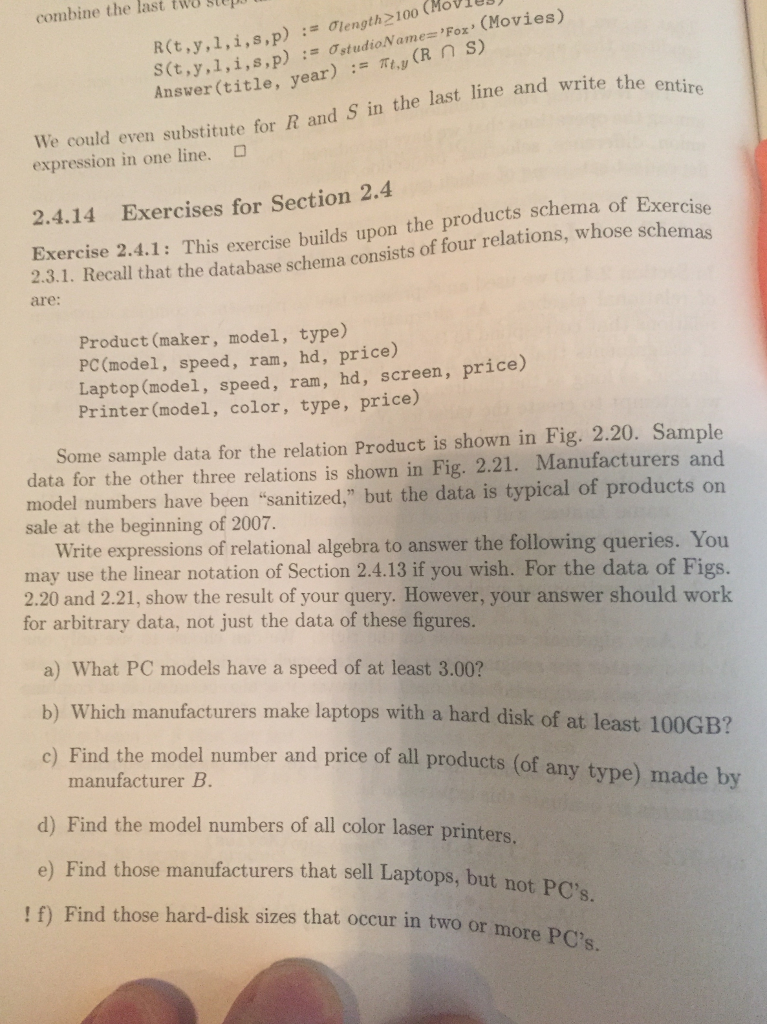 combine the last two
R(t,y,l,i,s,p) := σlength≥100 (Movies)
S(t,y,l,i,s,p) := σstudioName='Fox' (Movies)
Answer(title, year) := πt,y(R ∩ S)
We could even substitute for R and S in the last line and write the entire
expression in one line. □
2.4.14 Exercises for Section 2.4
Exercise 2.4.1: This exercise builds upon the products schema of Exercise
2.3.1. Recall that the database schema consists of four relations, whose schemas
are:
Product(maker, model, type)
PC(model, speed, ram, hd, price)
Laptop(model, speed, ram, hd, screen, price)
Printer(model, color, type, price)
Some sample data for the relation Product is shown in Fig. 2.20. Sample
data for the other three relations is shown in Fig. 2.21. Manufacturers and
model numbers have been “sanitized,” but the data is typical of products on
sale at the beginning of 2007.
Write expressions of relational algebra to answer the following queries. You
may use the linear notation of Section 2.4.13 if you wish. For the data of Figs.
2.20 and 2.21, show the result of your query. However, your answer should work
for arbitrary data, not just the data of these figures.
a) What PC models have a speed of at least 3.00?
b) Which manufacturers make laptops with a hard disk of at least 100GB?
c) Find the model number and price of all products (of any type) made by
manufacturer B.
d) Find the model numbers of all color laser printers.
e) Find those manufacturers that sell Laptops, but not PC's.
! f) Find those hard-disk sizes that occur in two or more PC's.